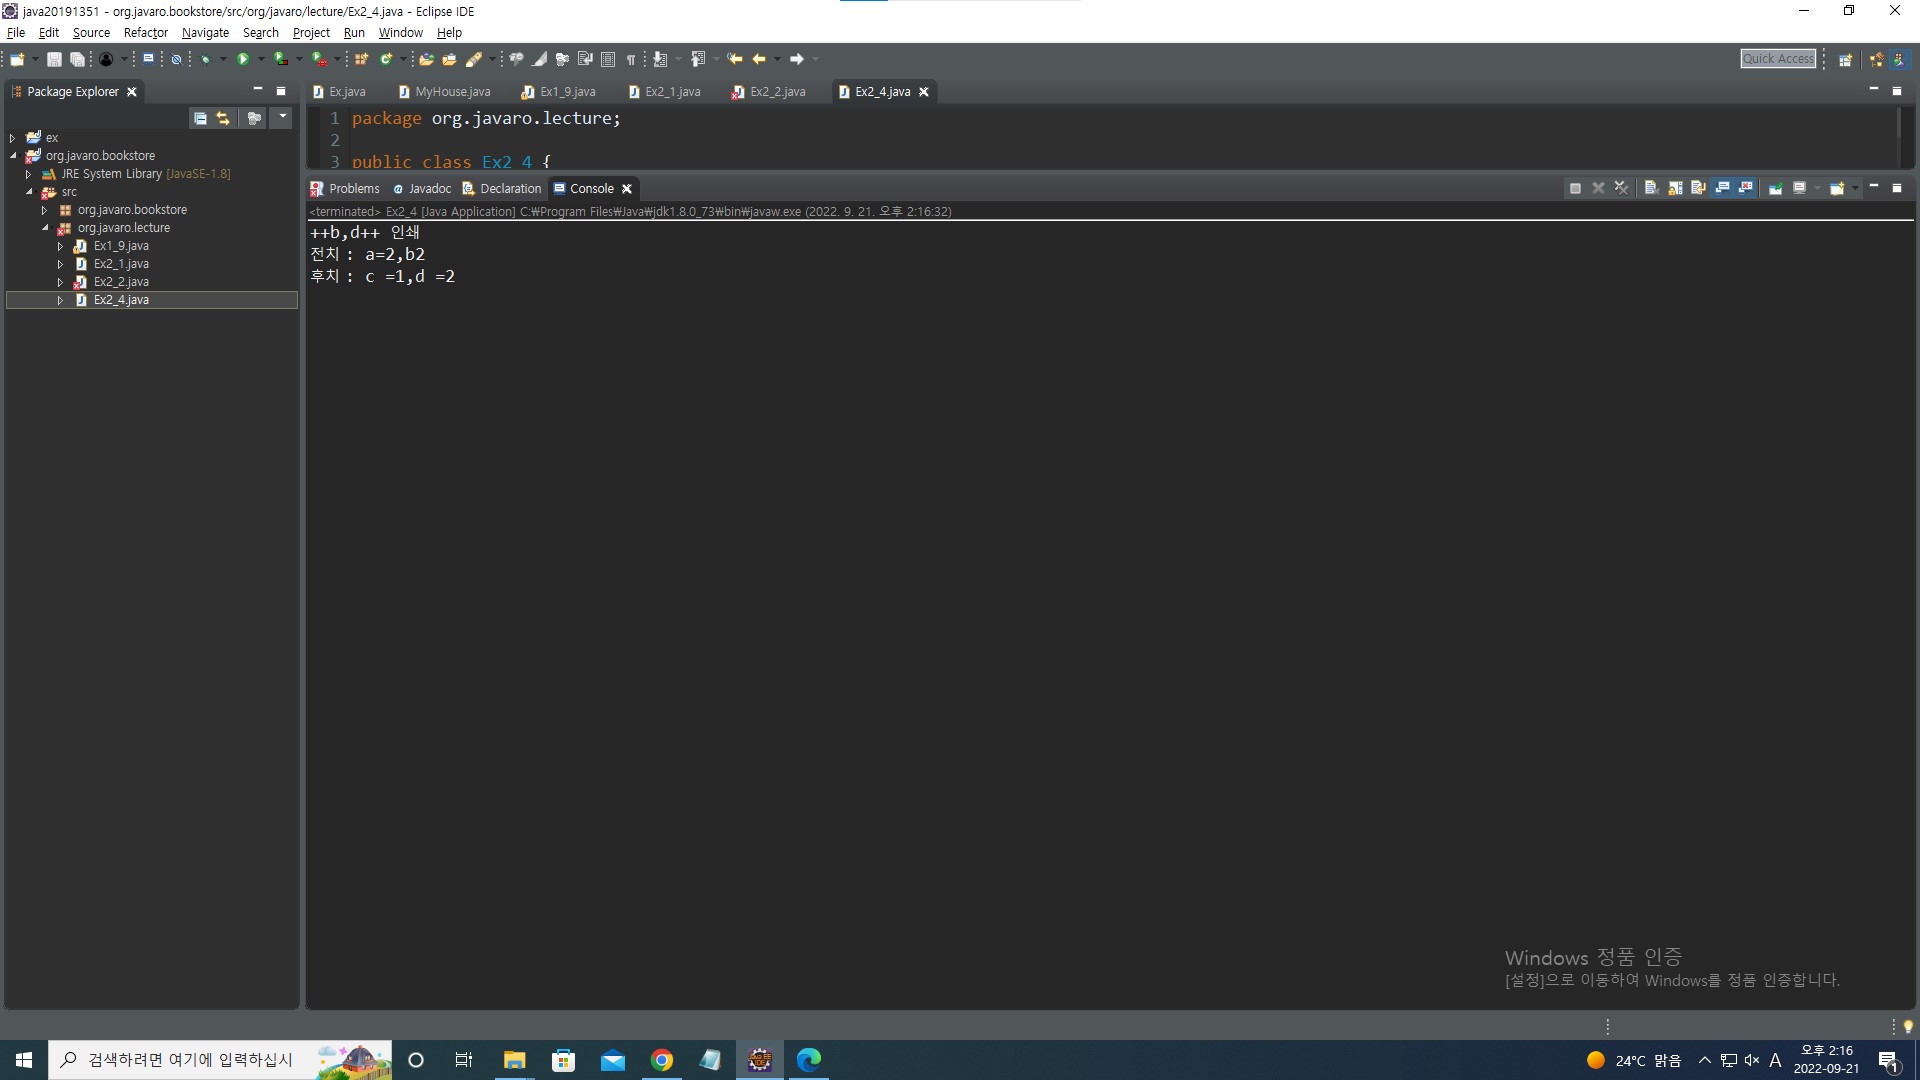 java20191351 - org.javaro.bookstore/src/org/javaro/lecture/Ex2_4.java - Eclipse IDE
File Edit Source Refactor Navigate Search Project Run Window Help
Quick Access
Package Explorer
Ex.java MyHouse.java Ex1_9.java Ex2_1.java Ex2_2.java Ex2_4.java
ex
org.javaro.bookstore
JRE System Library [JavaSE-1.8]
src
org.javaro.bookstore
org.javaro.lecture
Ex1_9.java
Ex2_1.java
Ex2_2.java
Ex2_4.java
1 package org.javaro.lecture;
2
3 public class Ex2_4 {
Problems Javadoc Declaration Console
<terminated> Ex2_4 [Java Application] C:₩Program Files₩Java₩jdk1.8.0_73₩bin₩javaw.exe (2022. 9. 21. 오후 2:16:32)
++b,d++ 인쇄
전치 : a=2,b2
후치 : c =1,d =2
Windows 정품 인증
[설정]으로 이동하여 Windows를 정품 인증합니다.
검색하려면 여기에 입력하십시
24°C 맑음
A
오후 2:16
2022-09-21
1